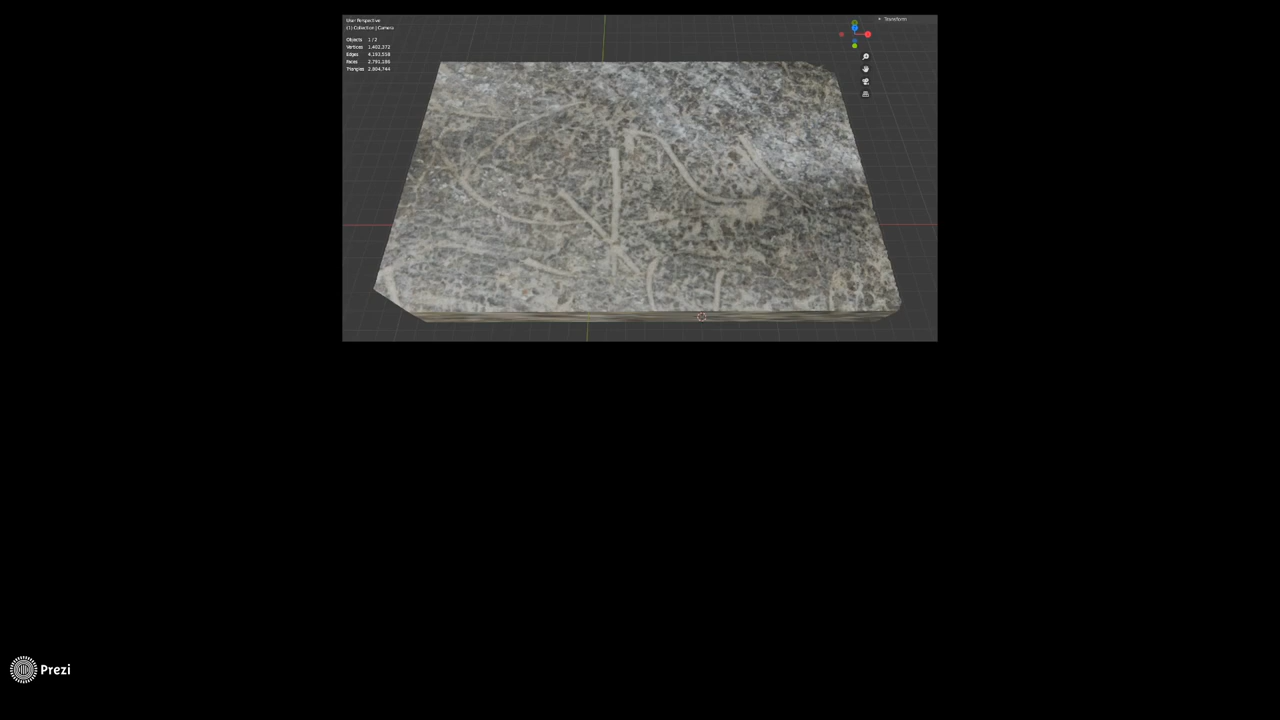 User Perspective
(1) Collection | Camera
Objects 1 / 2
Vertices 1,402,372
Edges 4,193,558
Faces 2,791,186
Triangles 2,804,744
Transform
Prezi